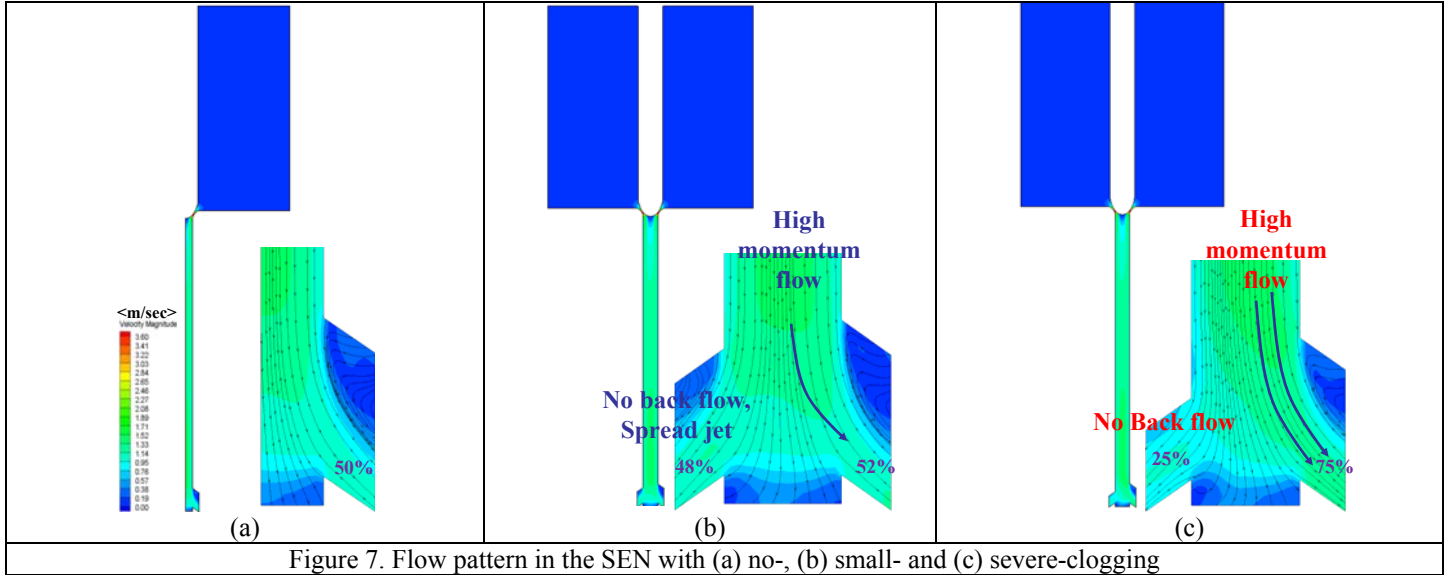 <m/sec>
Velocity Magnitude
3.60
3.41
3.22
3.03
2.84
2.65
2.46
2.27
2.08
1.89
1.71
1.52
1.33
1.14
0.95
0.76
0.57
0.38
0.19
0.00
50%
(a)
High
momentum
flow
No back flow,
Spread jet
48%
52%
(b)
High
momentum
flow
No Back flow
25%
75%
(c)
Figure 7. Flow pattern in the SEN with (a) no-, (b) small- and (c) severe-clogging